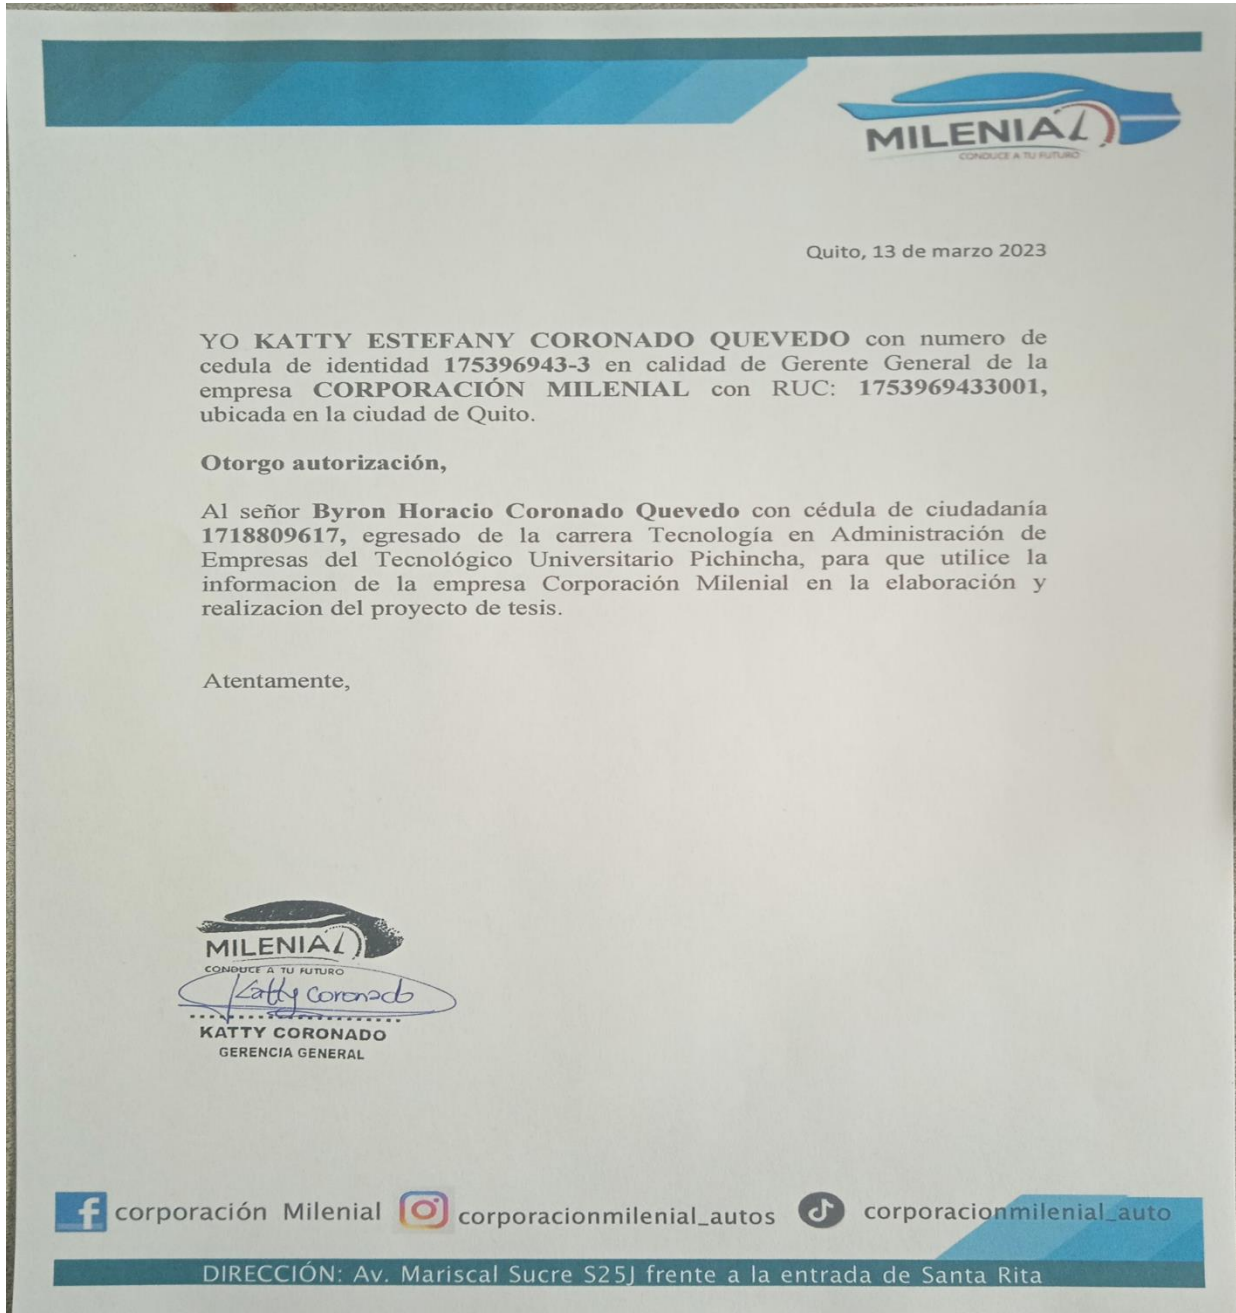 MILENIAL
CONDUCE A TU FUTURO
Quito, 13 de marzo 2023
YO KATTY ESTEFANY CORONADO QUEVEDO con numero de
cedula de identidad 175396943-3 en calidad de Gerente General de la
empresa CORPORACIÓN MILENIAL con RUC: 1753969433001,
ubicada en la ciudad de Quito.
Otorgo autorización,
Al señor Byron Horacio Coronado Quevedo con cédula de ciudadanía
1718809617, egresado de la carrera Tecnología en Administración de
Empresas del Tecnológico Universitario Pichincha, para que utilice la
informacion de la empresa Corporación Milenial en la elaboración y
realizacion del proyecto de tesis.
Atentamente,
MILENIAL
CONDUCE A TU FUTURO
Katty Coronado
KATTY CORONADO
GERENCIA GENERAL
corporación Milenial corporacionmilenial_autos corporacionmilenial_auto
DIRECCIÓN: Av. Mariscal Sucre S25J frente a la entrada de Santa Rita